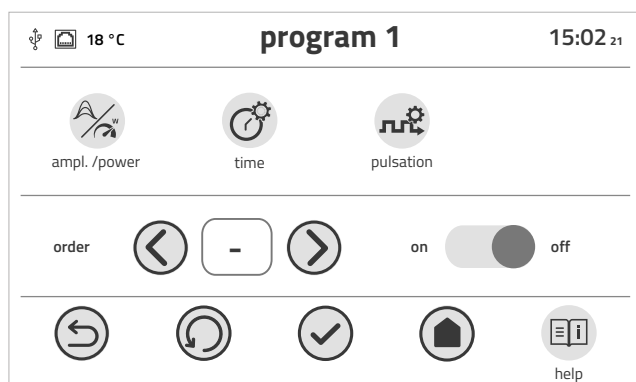 18 °C program 1 15:02 21
ampl. /power time pulsation
order - on off
help